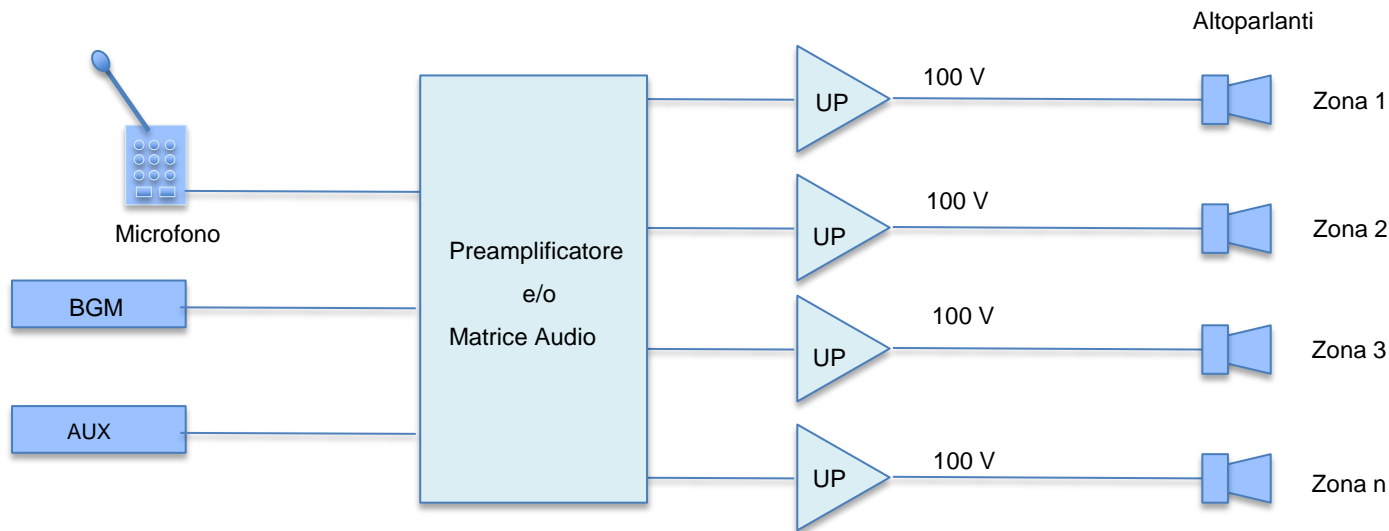 Altoparlanti
UP
100 V
Zona 1
Microfono
UP
100 V
Zona 2
Preamplificatore
e/o
Matrice Audio
BGM
UP
100 V
Zona 3
AUX
UP
100 V
Zona n